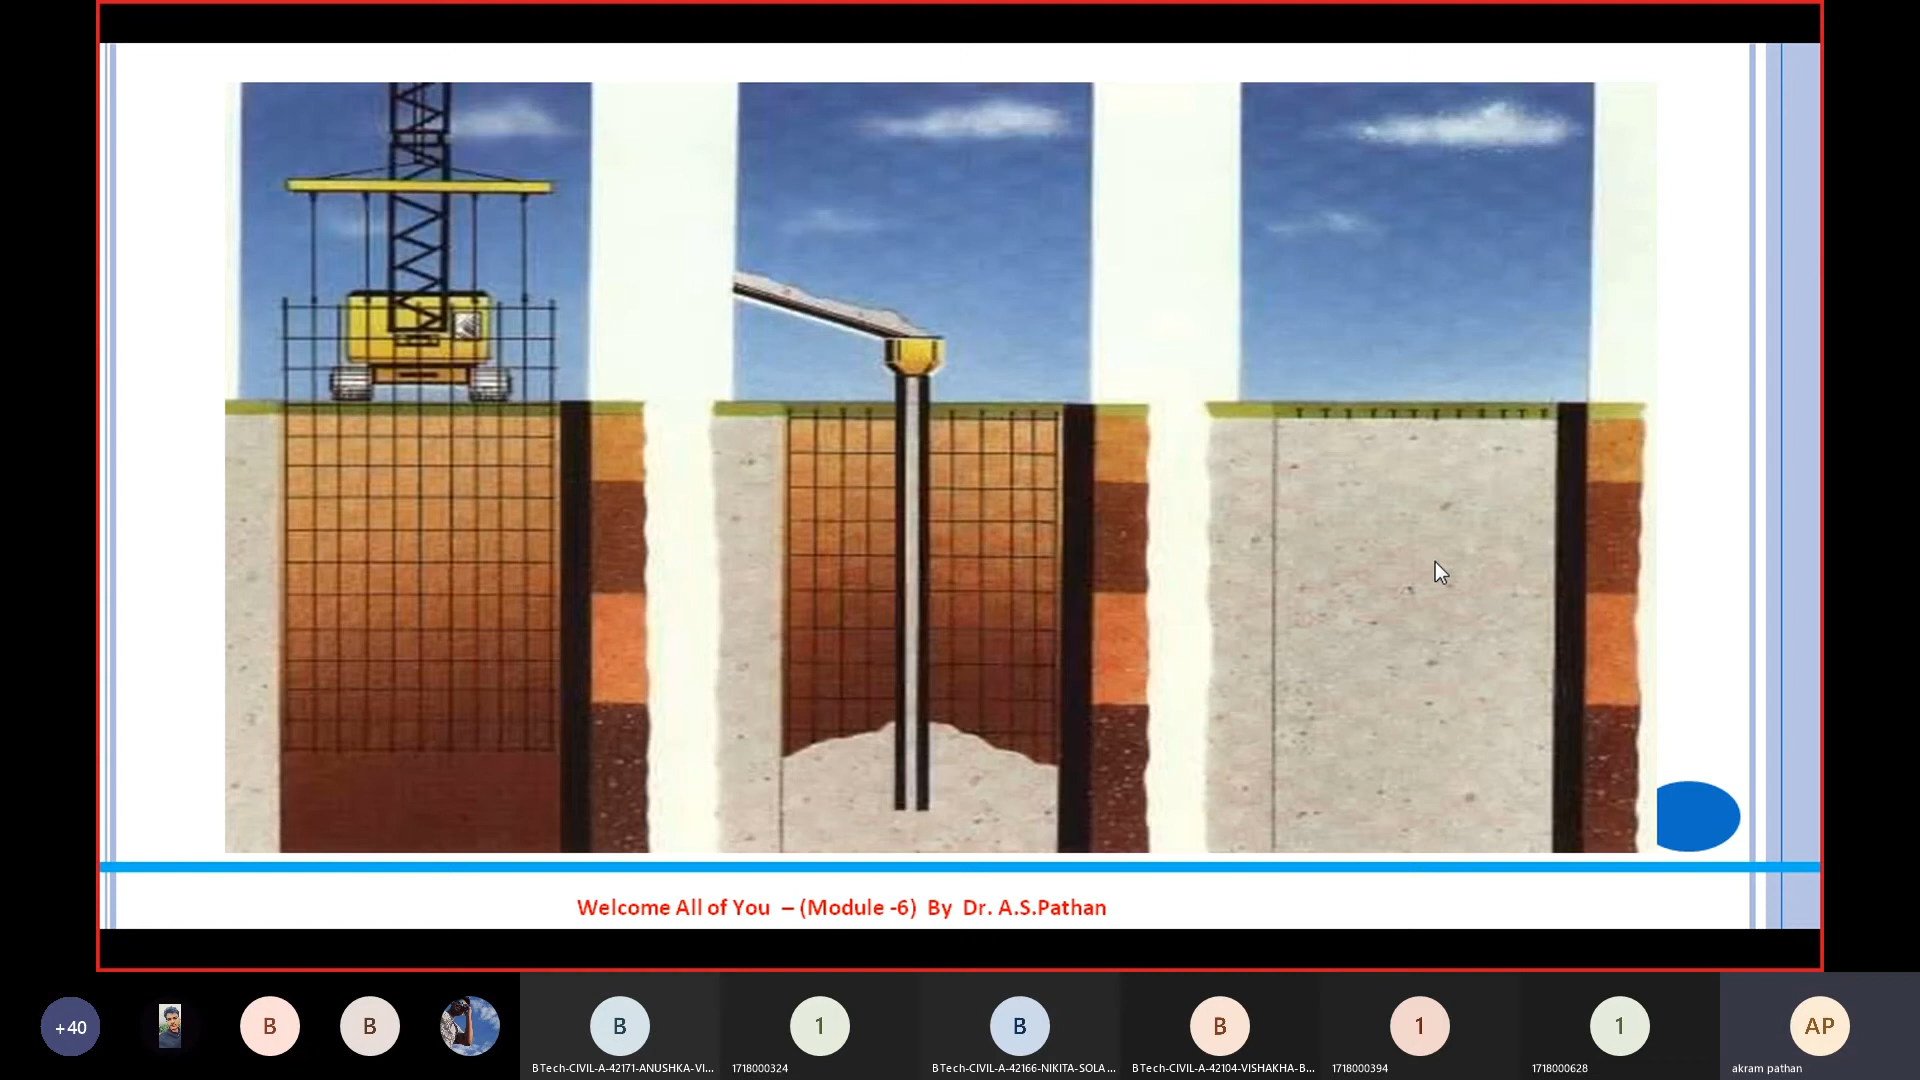 Welcome All of You – (Module -6) By Dr. A.S.Pathan
+40
B
B
B
1
B
B
1
1
AP
BTech-CIVIL-A-42171-ANUSHKA-VI...
1718000324
BTech-CIVIL-A-42166-NIKITA-SOLA...
BTech-CIVIL-A-42104-VISHAKHA-B...
1718000394
1718000628
akram pathan